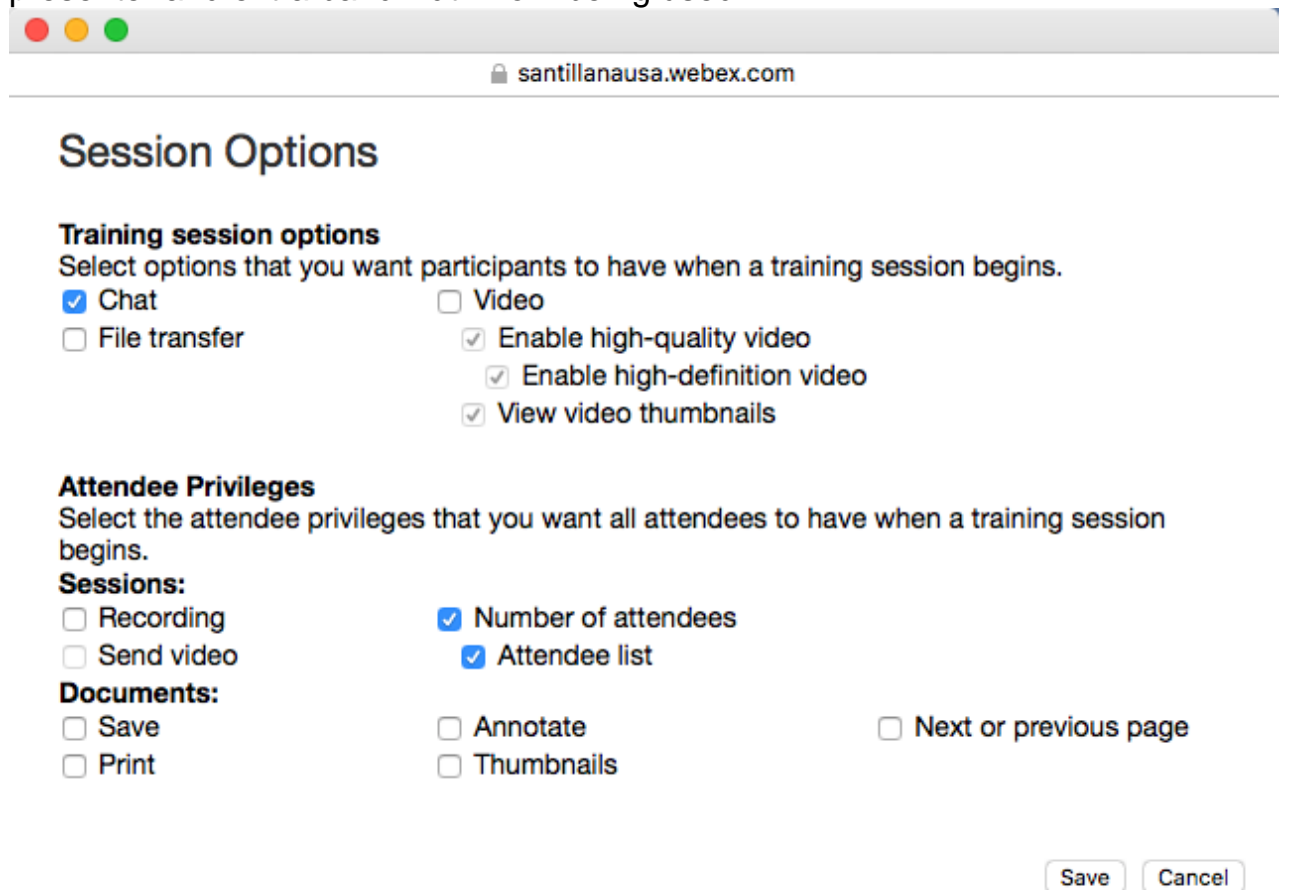 santillanausa.webex.com
Session Options
Training session options
Select options that you want participants to have when a training session begins.
Chat Video
File transfer Enable high-quality video
Enable high-definition video
View video thumbnails
Attendee Privileges
Select the attendee privileges that you want all attendees to have when a training session
begins.
Sessions:
Recording Number of attendees
Send video Attendee list
Documents:
Save Annotate Next or previous page
Print Thumbnails
Save Cancel